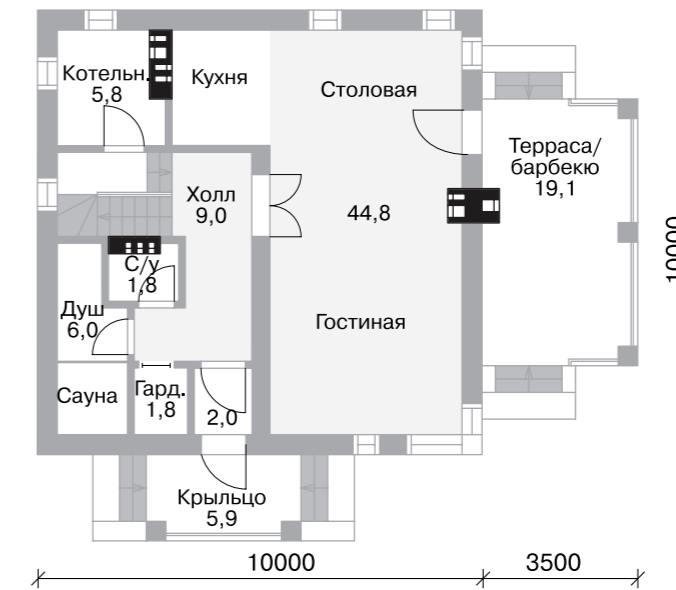 Котельн.
5,8
Кухня
Столовая
Терраса/
барбекю
19,1
Холл
9,0
44,8
10000
С/у
1,8
Душ
6,0
Гостиная
Сауна
Гард.
1,8
2,0
Крыльцо
5,9
10000
3500